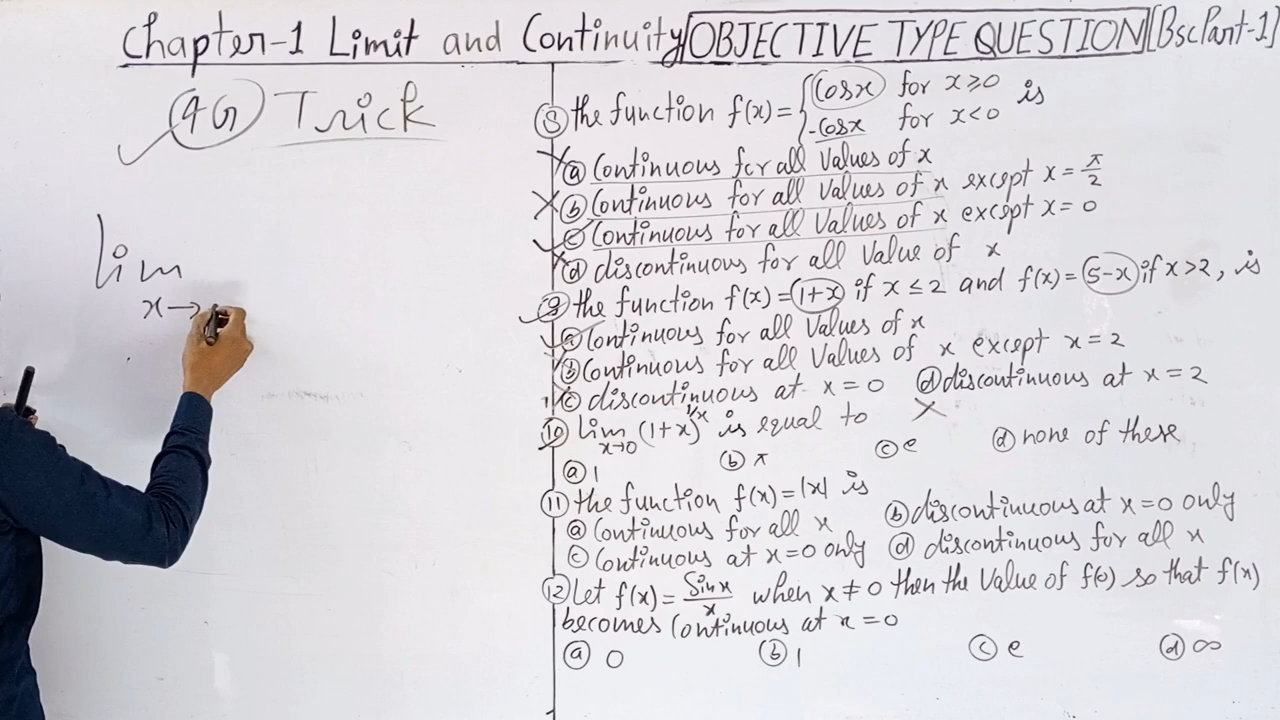 Chapter-1 Limit and Continuity OBJECTIVE TYPE QUESTION [BscPart-1]
4G Trick
lim
x→
⑧ the function f(x) = { cosx for x≥0
-cosx for x<0 is
ⓐ Continuous for all values of x
ⓑ Continuous for all values of x except x = π/2
ⓒ Continuous for all values of x except x = 0
ⓓ discontinuous for all value of x
⑨ the function f(x) = 1+x if x ≤ 2 and f(x) = 5-x if x>2, is
ⓐ Continuous for all values of x
ⓑ Continuous for all values of x except x = 2
ⓒ discontinuous at x = 0 ⓓ discontinuous at x = 2
⑩ lim x→0 (1+x)^1/x is equal to
ⓐ 1 ⓑ π ⓒ e ⓓ none of these
⑪ the function f(x) = |x| is
ⓐ Continuous for all x ⓑ discontinuous at x=0 only
ⓒ Continuous at x=0 only ⓓ discontinuous for all x
⑫ Let f(x) = Sinx/x when x ≠ 0 then the value of f(0) so that f(x)
becomes Continuous at x = 0
ⓐ 0 ⓑ 1 ⓒ e ⓓ ∞